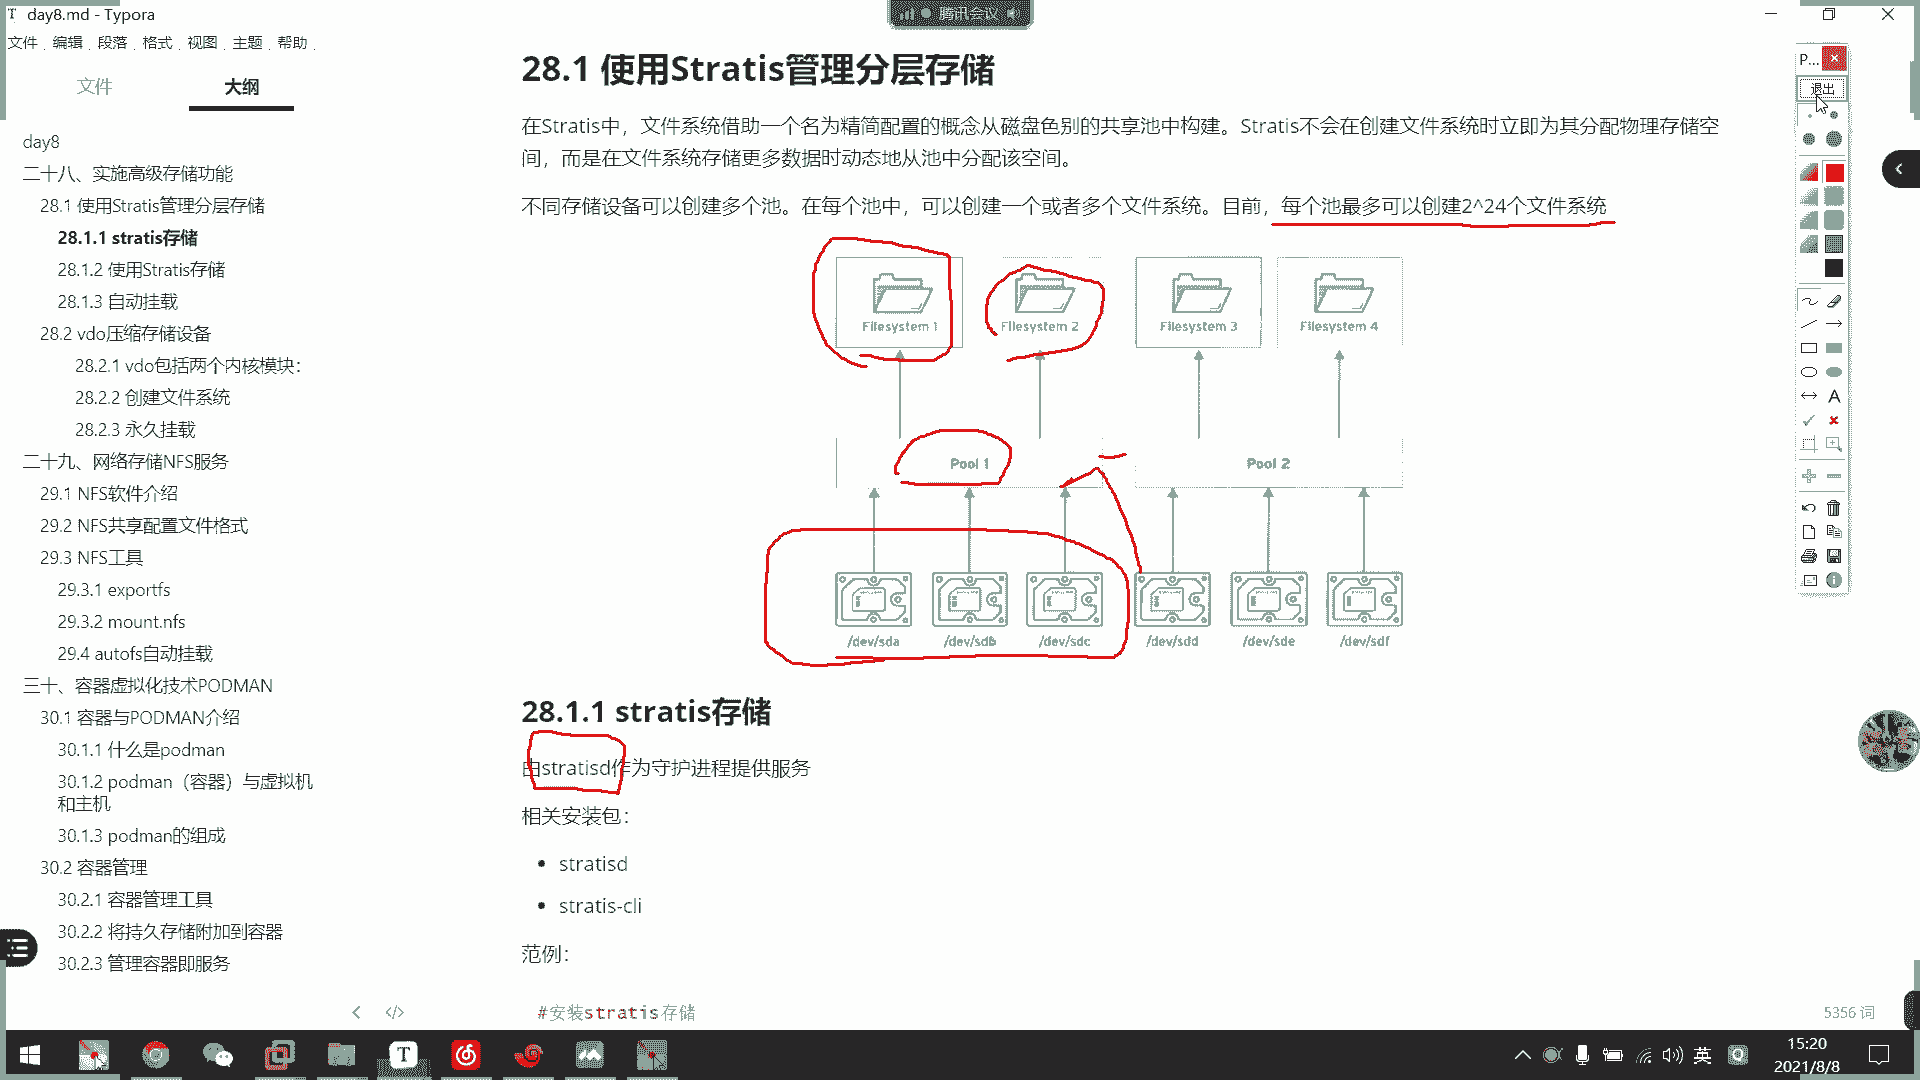 day8.md - Typora
腾讯会议
文件 编辑 段落 格式 视图 主题 帮助
文件
大纲
day8
二十八、实施高级存储功能
28.1 使用Stratis管理分层存储
28.1.1 stratis存储
28.1.2 使用Stratis存储
28.1.3 自动挂载
28.2 vdo压缩存储设备
28.2.1 vdo包括两个内核模块：
28.2.2 创建文件系统
28.2.3 永久挂载
二十九、网络存储NFS服务
29.1 NFS软件介绍
29.2 NFS共享配置文件格式
29.3 NFS工具
29.3.1 exportfs
29.3.2 mount.nfs
29.4 autofs自动挂载
三十、容器虚拟化技术PODMAN
30.1 容器与PODMAN介绍
30.1.1 什么是podman
30.1.2 podman（容器）与虚拟机
和主机
30.1.3 podman的组成
30.2 容器管理
30.2.1 容器管理工具
30.2.2 将持久存储附加到容器
30.2.3 管理容器即服务
28.1 使用Stratis管理分层存储
在Stratis中，文件系统借助一个名为精简配置的概念从磁盘色别的共享池中构建。Stratis不会在创建文件系统时立即为其分配物理存储空
间，而是在文件系统存储更多数据时动态地从池中分配该空间。
不同存储设备可以创建多个池。在每个池中，可以创建一个或者多个文件系统。目前，每个池最多可以创建2^24个文件系统
Filesystem 1
Filesystem 2
Filesystem 3
Filesystem 4
Pool 1
Pool 2
/dev/sda
/dev/sdb
/dev/sdc
/dev/sdd
/dev/sde
/dev/sdf
28.1.1 stratis存储
由stratisd作为守护进程提供服务
相关安装包：
stratisd
stratis-cli
范例：
#安装stratis存储
P...
退出
A
5356 词
英
15:20
2021/8/8